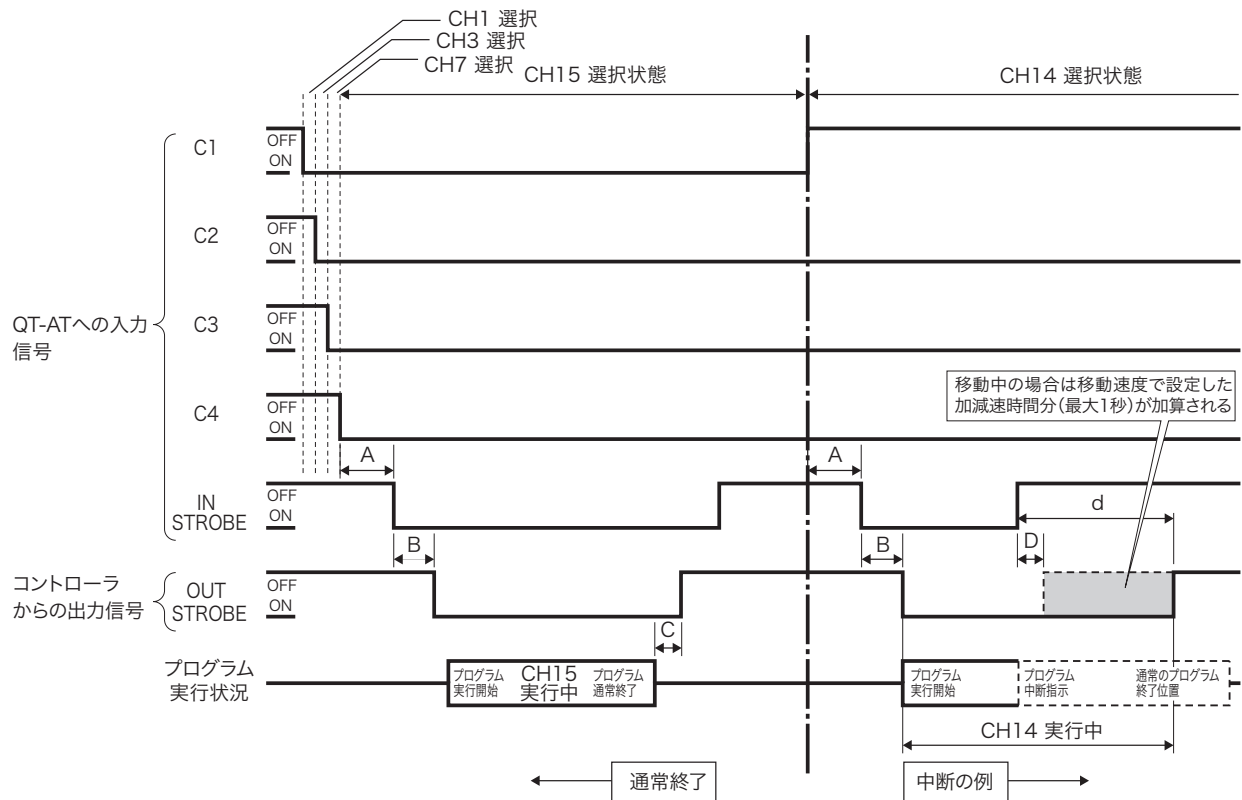 CH1 選択
CH3 選択
CH7 選択
CH15 選択状態
CH14 選択状態
C1
OFF
ON
C2
OFF
ON
QT-ATへの入力
信号
C3
OFF
ON
移動中の場合は移動速度で設定した
加減速時間分(最大1秒)が加算される
C4
OFF
ON
A
A
IN
STROBE
OFF
ON
d
B
B
D
コントローラ
からの出力信号
OUT
STROBE
OFF
ON
C
プログラム
実行状況
プログラム
実行開始
CH15
実行中
プログラム
通常終了
プログラム
実行開始
プログラム
中断指示
通常のプログラム
終了位置
CH14 実行中
通常終了
中断の例